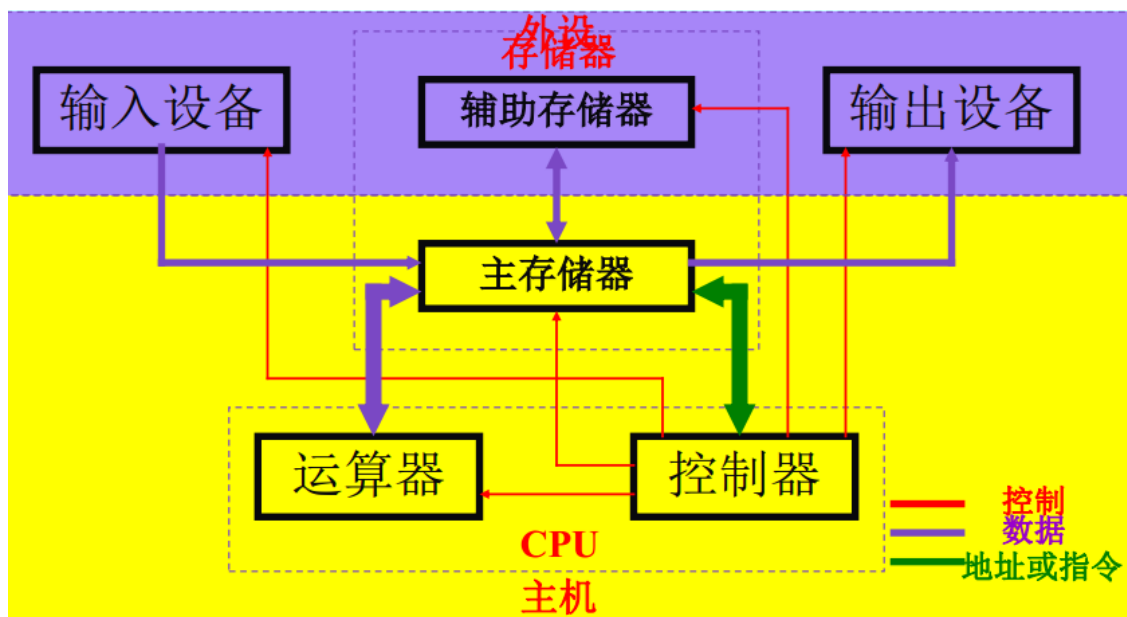 外设
存储器
输入设备
辅助存储器
输出设备
主存储器
运算器
控制器
控制
数据
CPU
地址或指令
主机